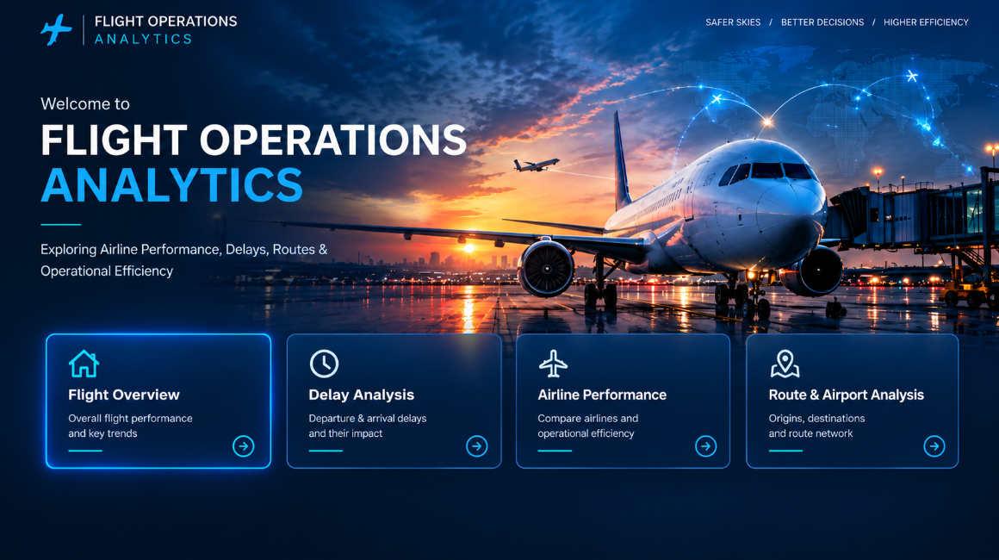 FLIGHT OPERATIONS
ANALYTICS
SAFER SKIES / BETTER DECISIONS / HIGHER EFFICIENCY
Welcome to
FLIGHT OPERATIONS
ANALYTICS
Exploring Airline Performance, Delays, Routes &
Operational Efficiency
Flight Overview
Overall flight performance
and key trends
Delay Analysis
Departure & arrival delays
and their impact
Airline Performance
Compare airlines and
operational efficiency
Route & Airport Analysis
Origins, destinations
and route network